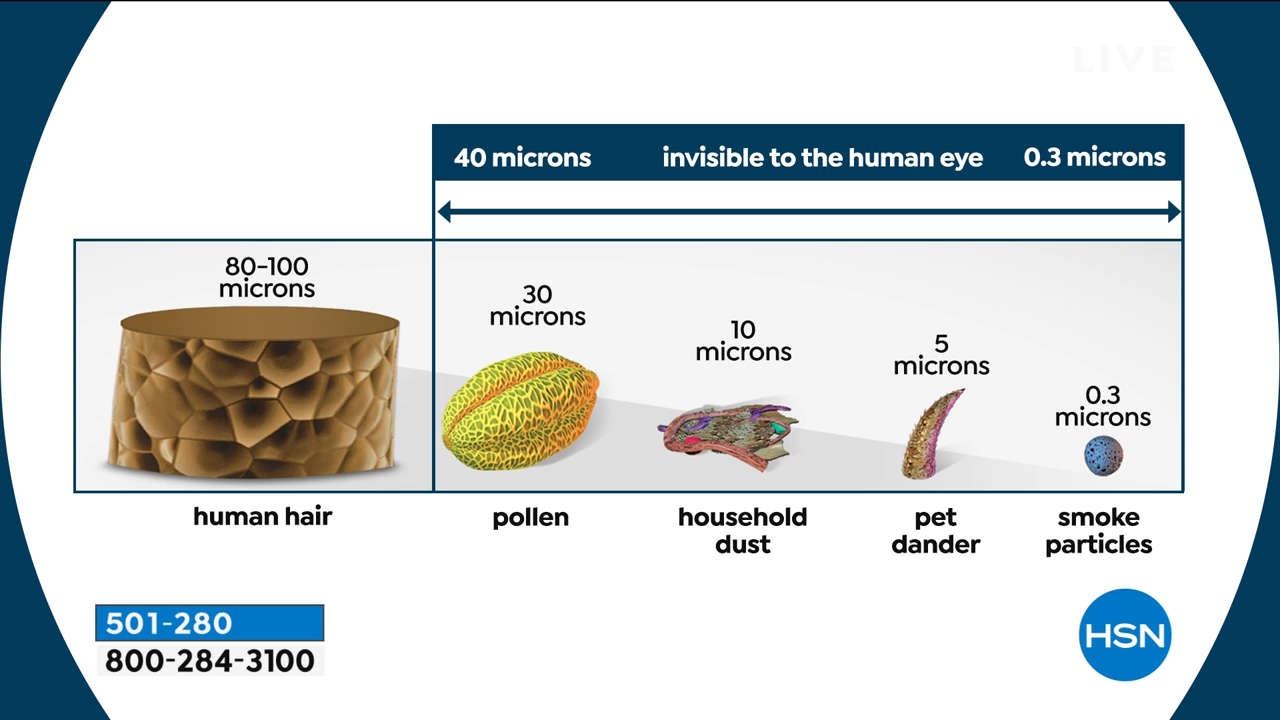 LIVE
40 microns invisible to the human eye 0.3 microns
80-100
microns
30
microns
10
microns
5
microns
0.3
microns
human hair
pollen
household
dust
pet
dander
smoke
particles
501-280
800-284-3100
HSN